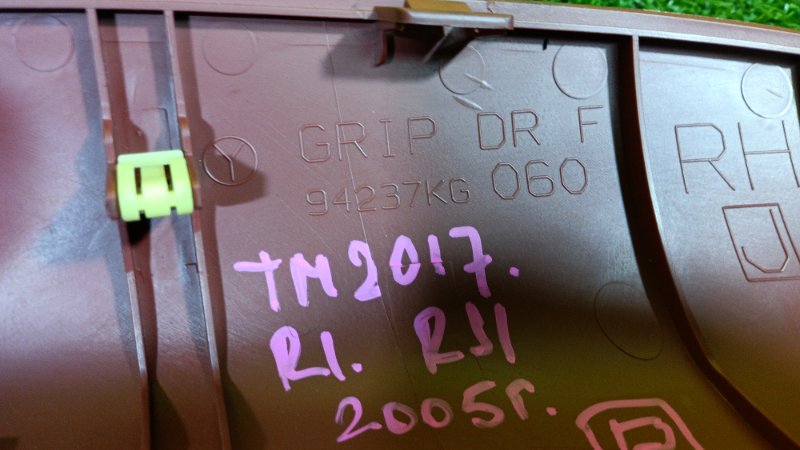 GRIP DR F
94237KG 060
RH
J
Y
TM2017.
R1. RJ1
2005г.